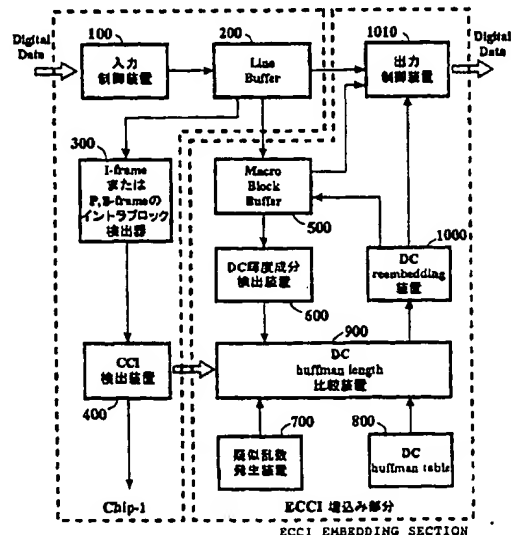 Digital
Data
100
入力
制御装置
200
Line
Buffer
1010
出力
制御装置
Digital
Data
300
I-frame
または
P,B-frameの
イントラブロック
検出器
Macro
Block
Buffer
500
DC輝度成分
検出装置
600
1000
DC
reembedding
装置
CCI
検出装置
400
900
DC
huffman length
比較装置
700
疑似乱数
発生装置
800
DC
huffman table
Chip-1
ECCI 埋込み部分
ECCI EMBEDDING SECTION